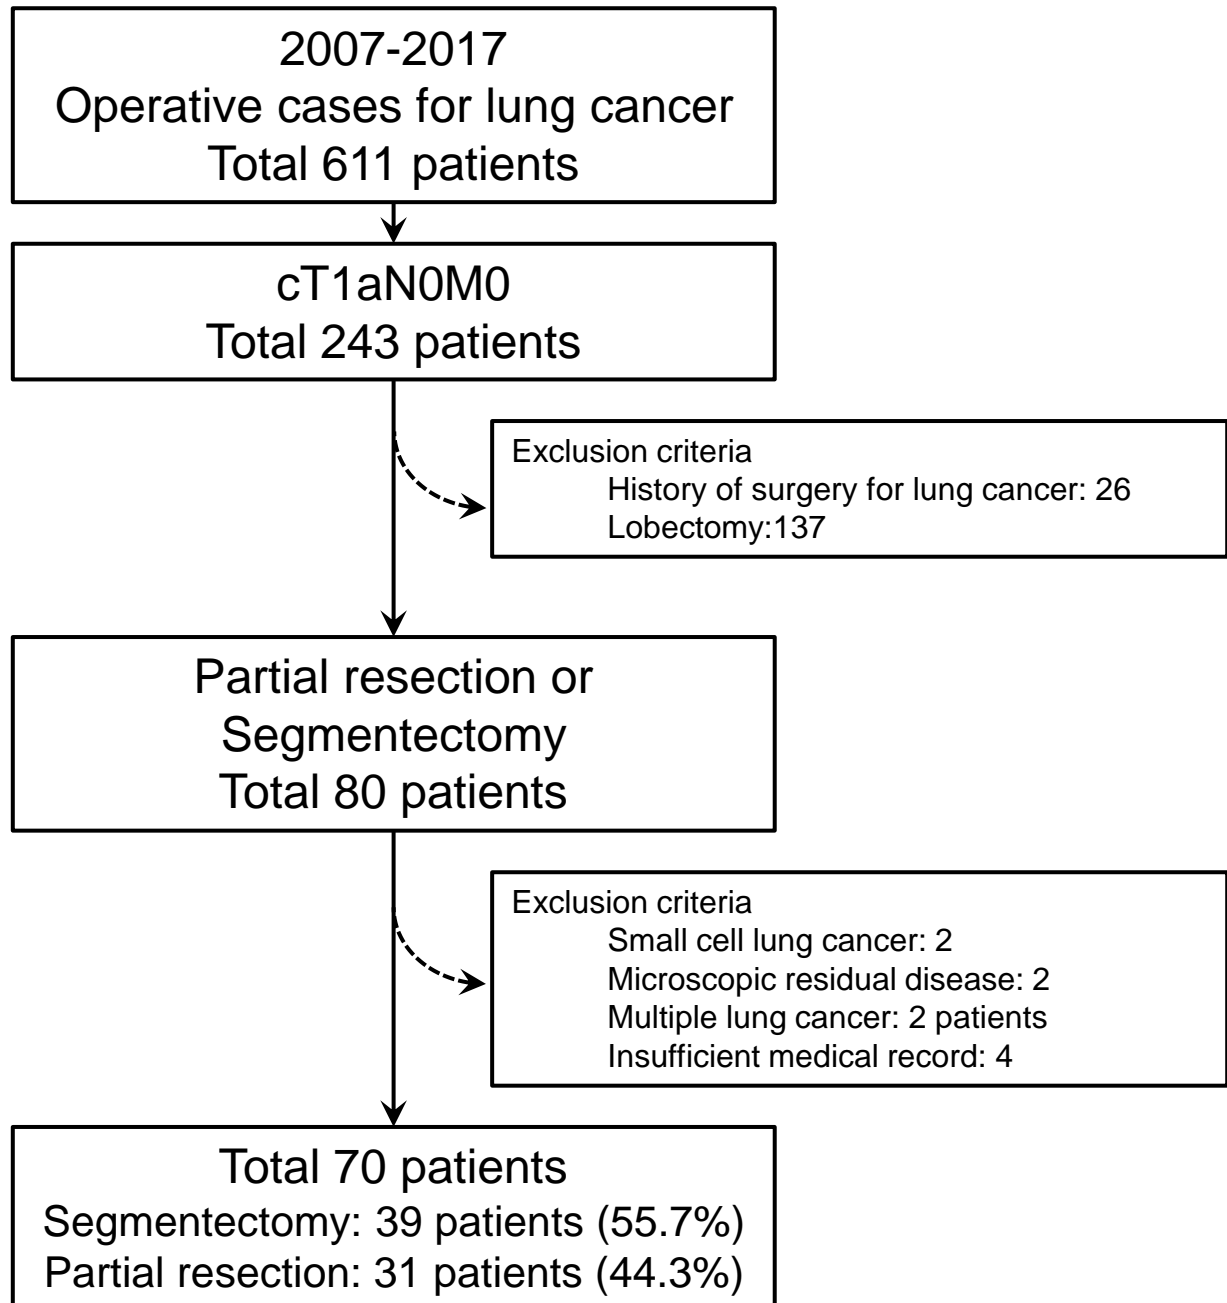 2007-2017
Operative cases for lung cancer
Total 611 patients
cT1aN0M0
Total 243 patients
Exclusion criteria
History of surgery for lung cancer: 26
Lobectomy:137
Partial resection or
Segmentectomy
Total 80 patients
Exclusion criteria
Small cell lung cancer: 2
Microscopic residual disease: 2
Multiple lung cancer: 2 patients
Insufficient medical record: 4
Total 70 patients
Segmentectomy: 39 patients (55.7%)
Partial resection: 31 patients (44.3%)